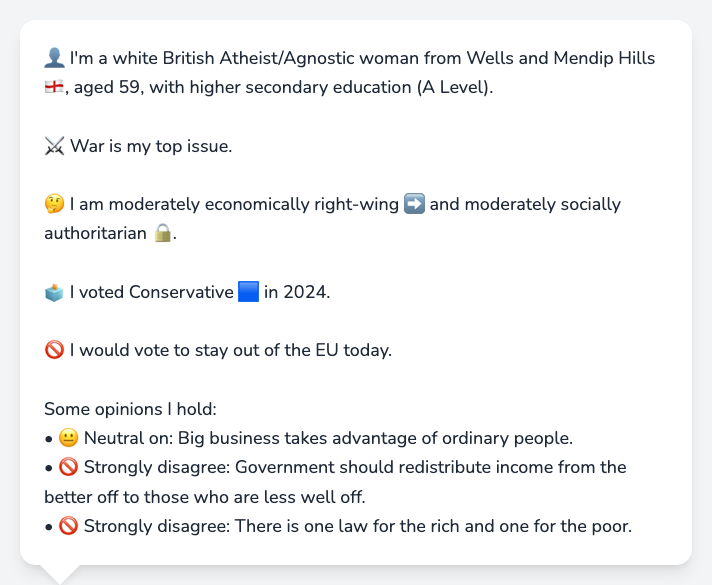 👤 I'm a white British Atheist/Agnostic woman from Wells and Mendip Hills
🏴󠁧󠁢󠁥󠁮󠁧󠁿, aged 59, with higher secondary education (A Level).
⚔️ War is my top issue.
🤔 I am moderately economically right-wing ➡️ and moderately socially
authoritarian 🔒.
🗳️ I voted Conservative 🟦 in 2024.
🚫 I would vote to stay out of the EU today.
Some opinions I hold:
• 😐 Neutral on: Big business takes advantage of ordinary people.
• 🚫 Strongly disagree: Government should redistribute income from the
better off to those who are less well off.
• 🚫 Strongly disagree: There is one law for the rich and one for the poor.